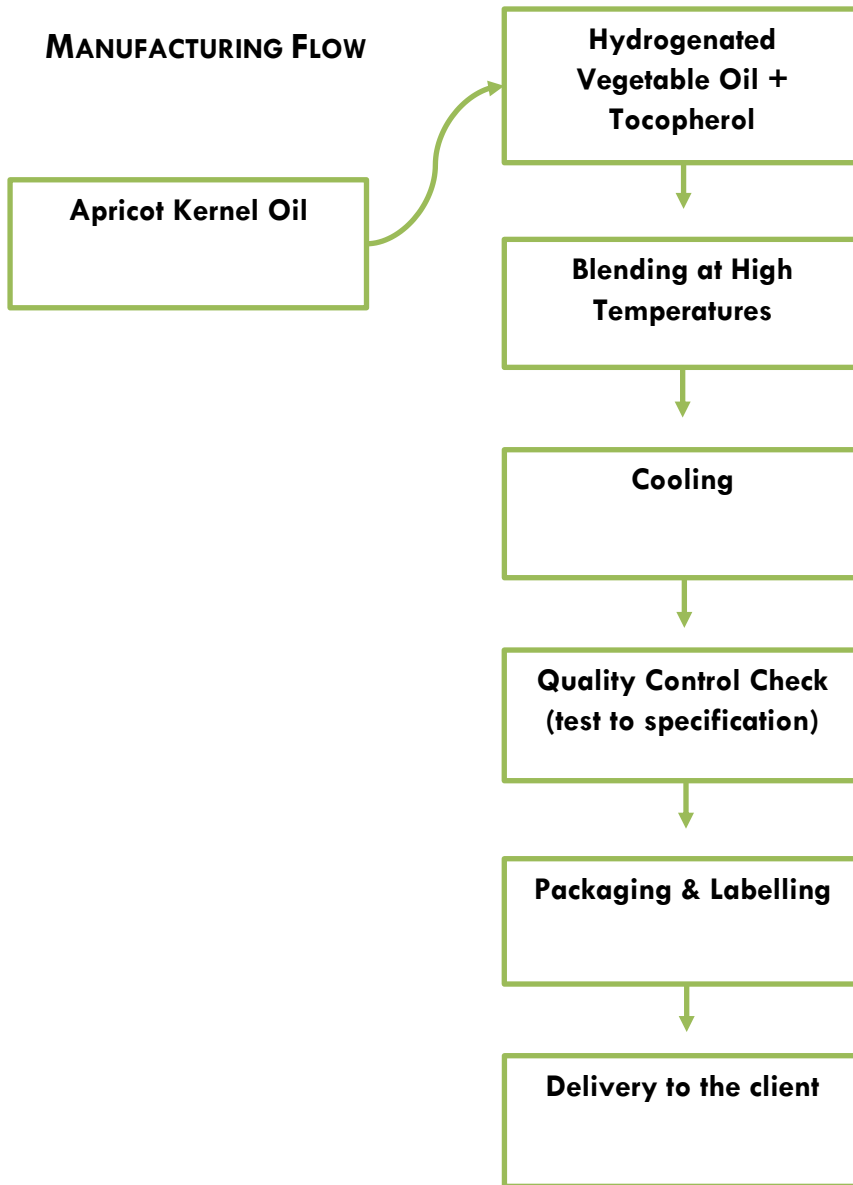 MANUFACTURING FLOW
Apricot Kernel Oil
Hydrogenated
Vegetable Oil +
Tocopherol
Blending at High
Temperatures
Cooling
Quality Control Check
(test to specification)
Packaging & Labelling
Delivery to the client